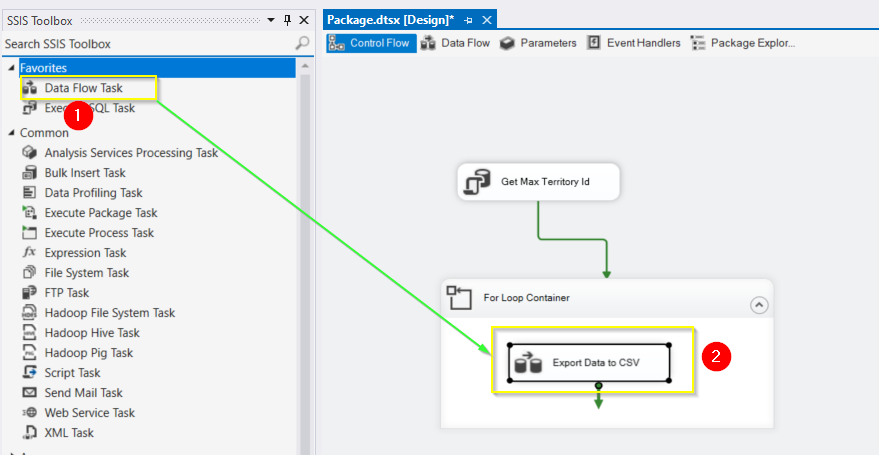 SSIS Toolbox
Search SSIS Toolbox
Favorites
Data Flow Task
1
Execute SQL Task
Common
Analysis Services Processing Task
Bulk Insert Task
Data Profiling Task
Execute Package Task
Execute Process Task
fx Expression Task
File System Task
FTP Task
Hadoop File System Task
Hadoop Hive Task
Hadoop Pig Task
Script Task
Send Mail Task
Web Service Task
XML Task
Package.dtsx [Design]*
Control Flow Data Flow Parameters Event Handlers Package Explor...
Get Max Territory Id
For Loop Container
Export Data to CSV
2